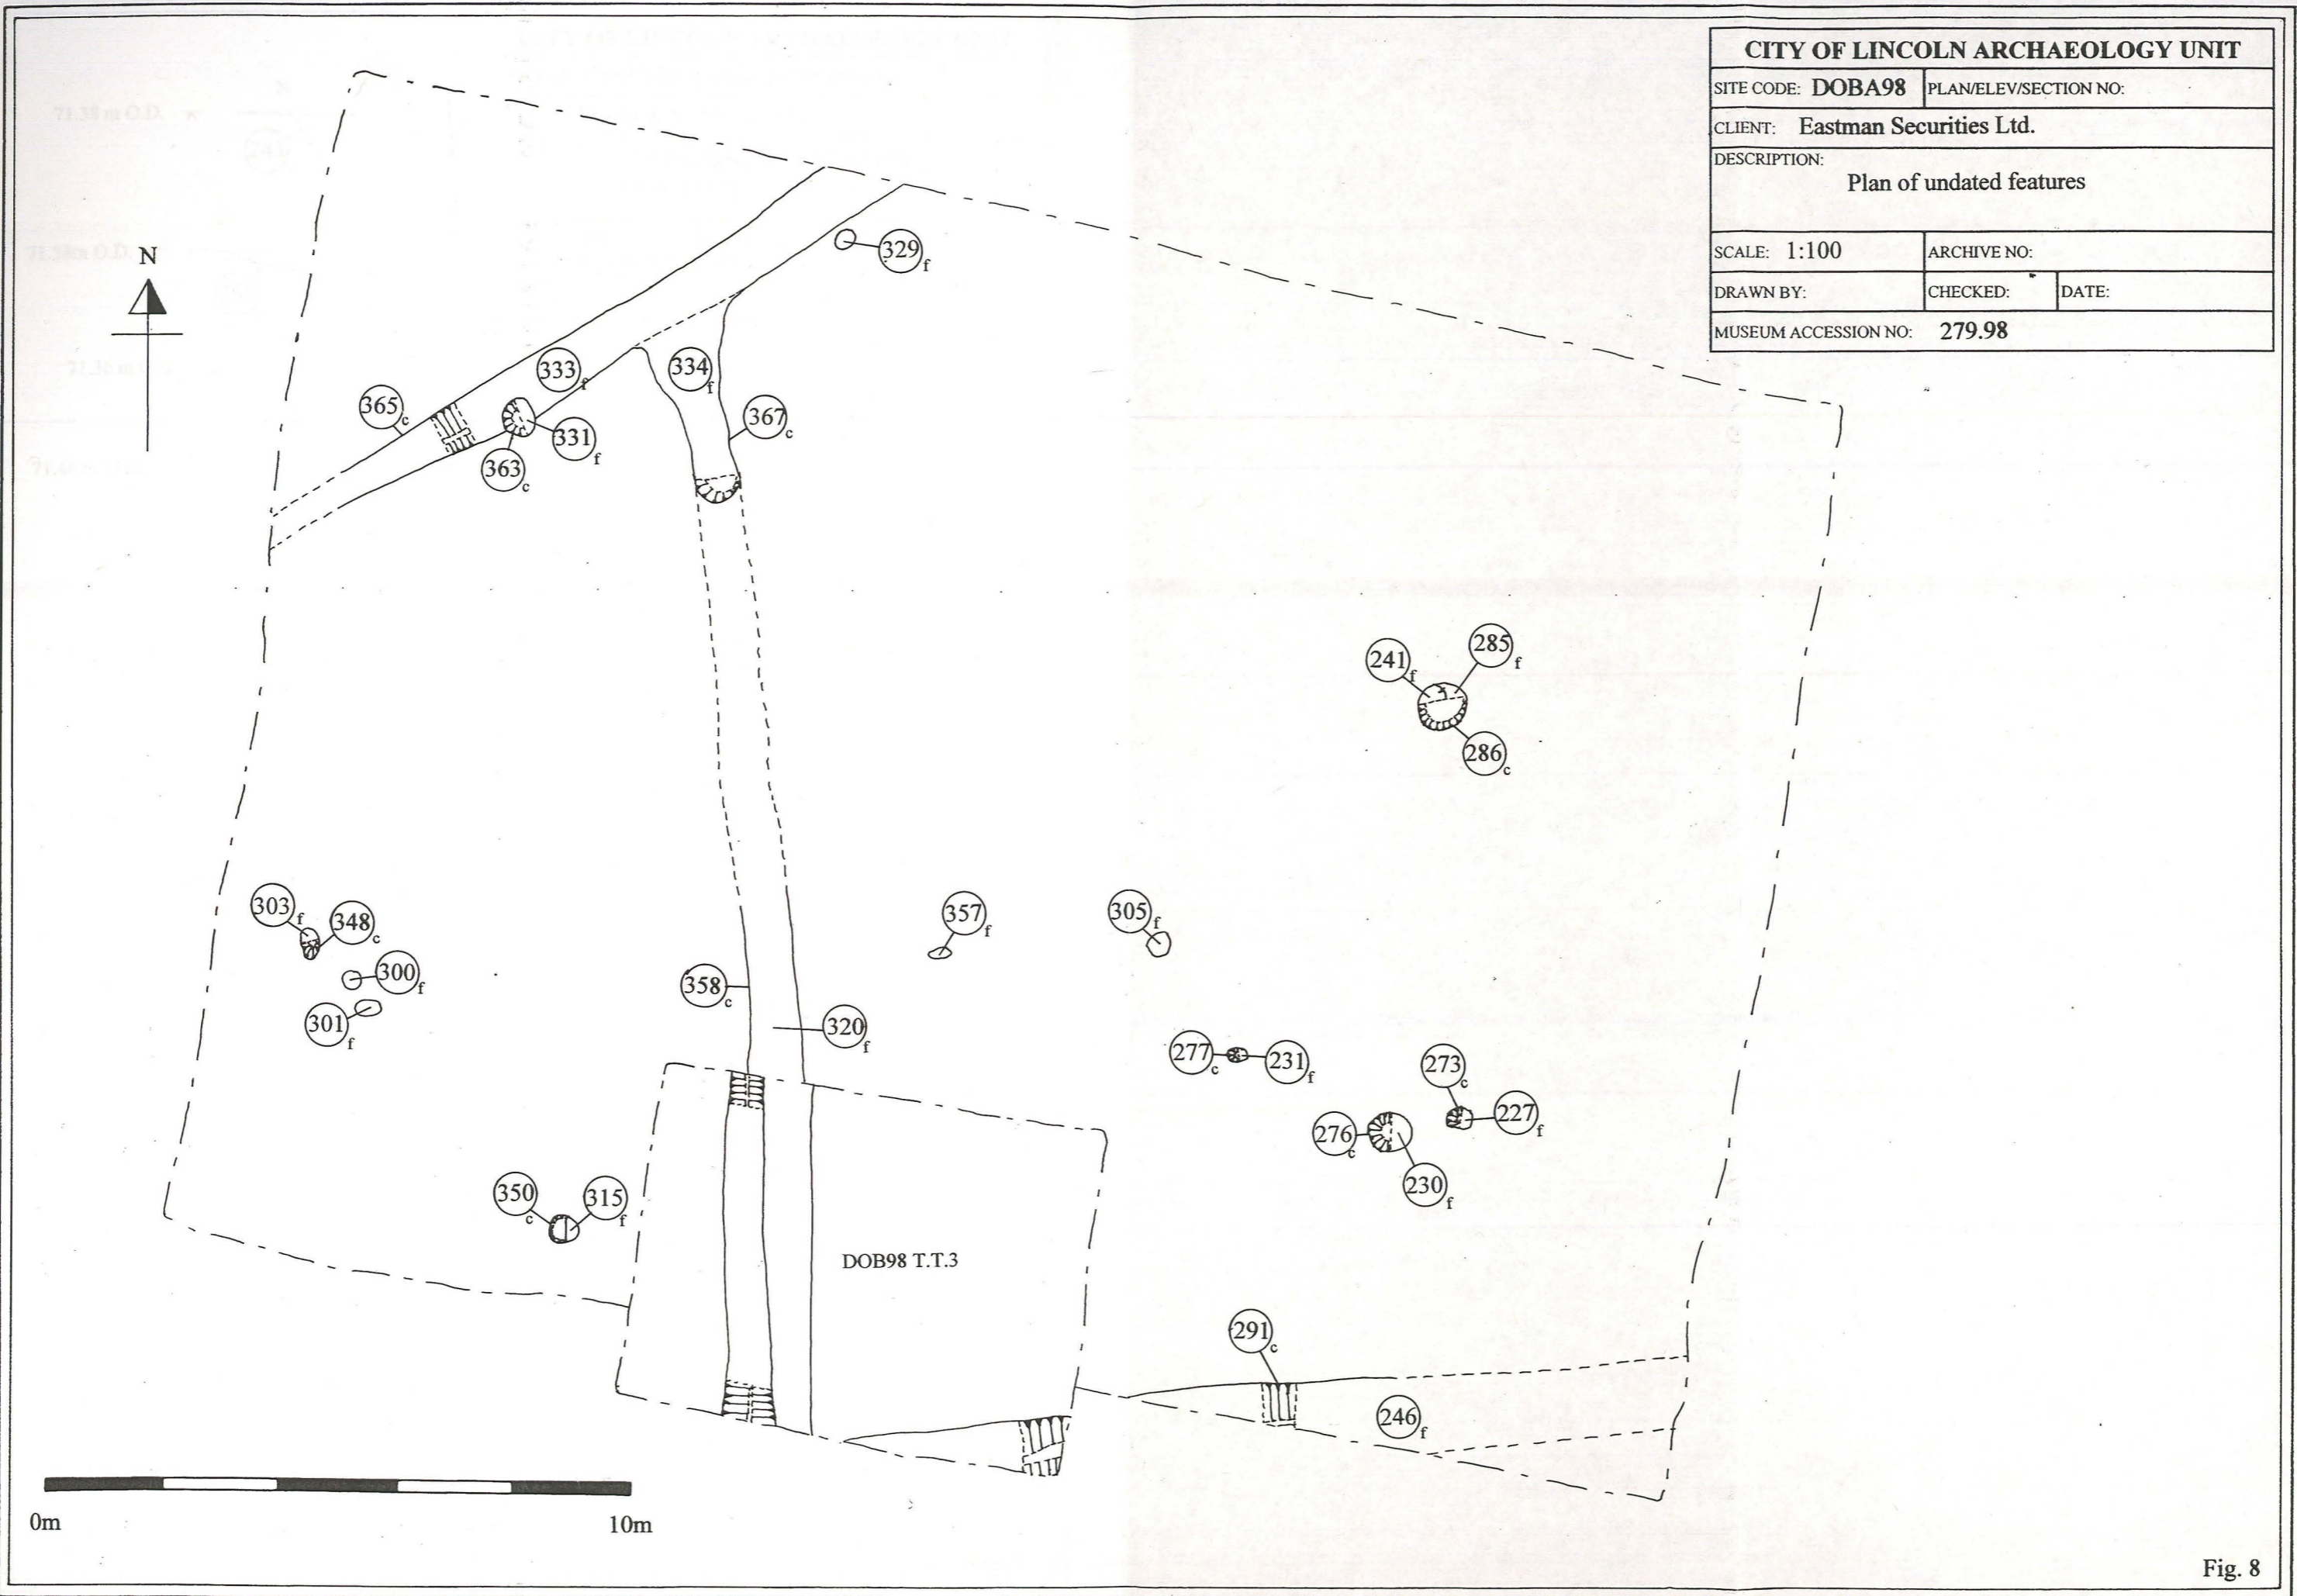 CITY OF LINCOLN ARCHAEOLOGY UNIT
SITE CODE: DOBA98 PLAN/ELEV/SECTION NO:
CLIENT: Eastman Securities Ltd.
DESCRIPTION:
Plan of undated features
SCALE: 1:100 ARCHIVE NO:
DRAWN BY: CHECKED: DATE:
MUSEUM ACCESSION NO: 279.98
71.38 m O.D.
N
329 f
333 f
334 f
365 c
367 c
331 f
363 c
285 f
241 f
286 c
303 f
348 c
357 f
305 f
300 f
358 c
301 f
320 f
277 c
231 f
273 c
227 f
276 c
230 f
350 c
315 f
DOB98 T.T.3
291 c
246 f
0m 10m
Fig. 8